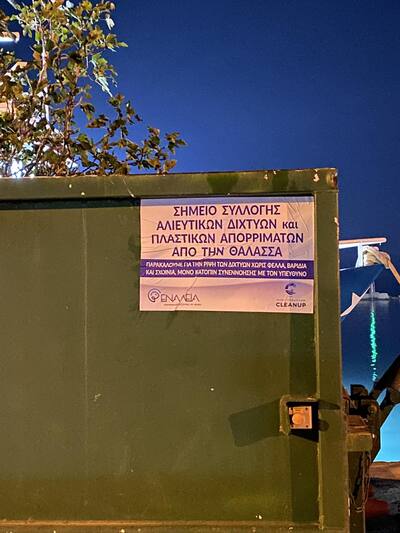 ΣΗΜΕΙΟ ΣΥΛΛΟΓΗΣ
ΑΛΙΕΥΤΙΚΩΝ ΔΙΧΤΥΩΝ και
ΠΛΑΣΤΙΚΩΝ ΑΠΟΡΡΙΜΑΤΩΝ
ΑΠΟ ΤΗΝ ΘΑΛΑΣΣΑ
ΠΑΡΑΚΑΛΟΥΜΕ ΓΙΑ ΤΗΝ ΡΙΨΗ ΤΩΝ ΔΙΧΤΥΩΝ ΧΩΡΙΣ ΦΕΛΛΑ, ΒΑΡΙΔΙΑ
ΚΑΙ ΣΧΟΙΝΙΑ, ΜΟΝΟ ΚΑΤΟΠΙΝ ΣΥΝΕΝΝΟΗΣΗΣ ΜΕ ΤΟΝ ΥΠΕΥΘΥΝΟ
ΕΝΑΛΕΙΑ
CLEANUP